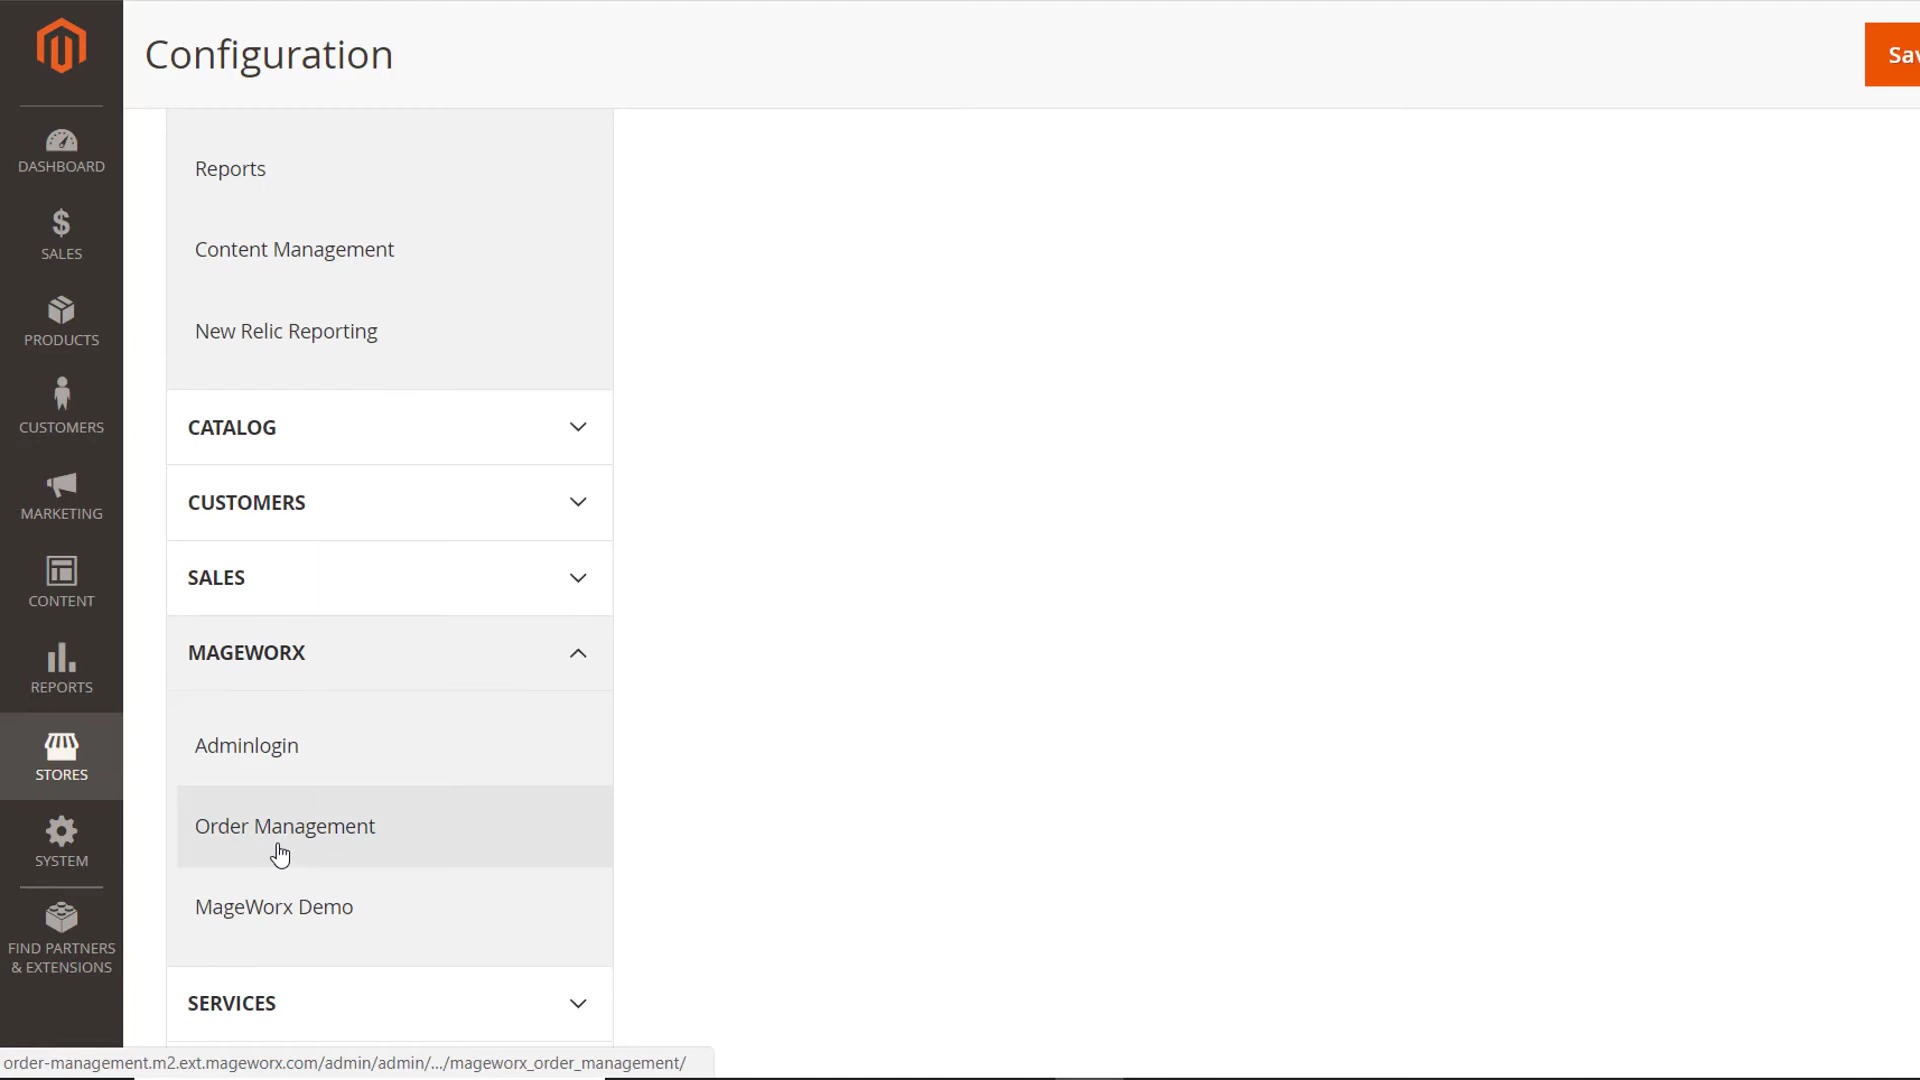 Configuration
Sav
DASHBOARD
SALES
PRODUCTS
CUSTOMERS
MARKETING
CONTENT
REPORTS
STORES
SYSTEM
FIND PARTNERS
& EXTENSIONS
Reports
Content Management
New Relic Reporting
CATALOG
CUSTOMERS
SALES
MAGEWORX
Adminlogin
Order Management
MageWorx Demo
SERVICES
order-management.m2.ext.mageworx.com/admin/admin/.../mageworx_order_management/